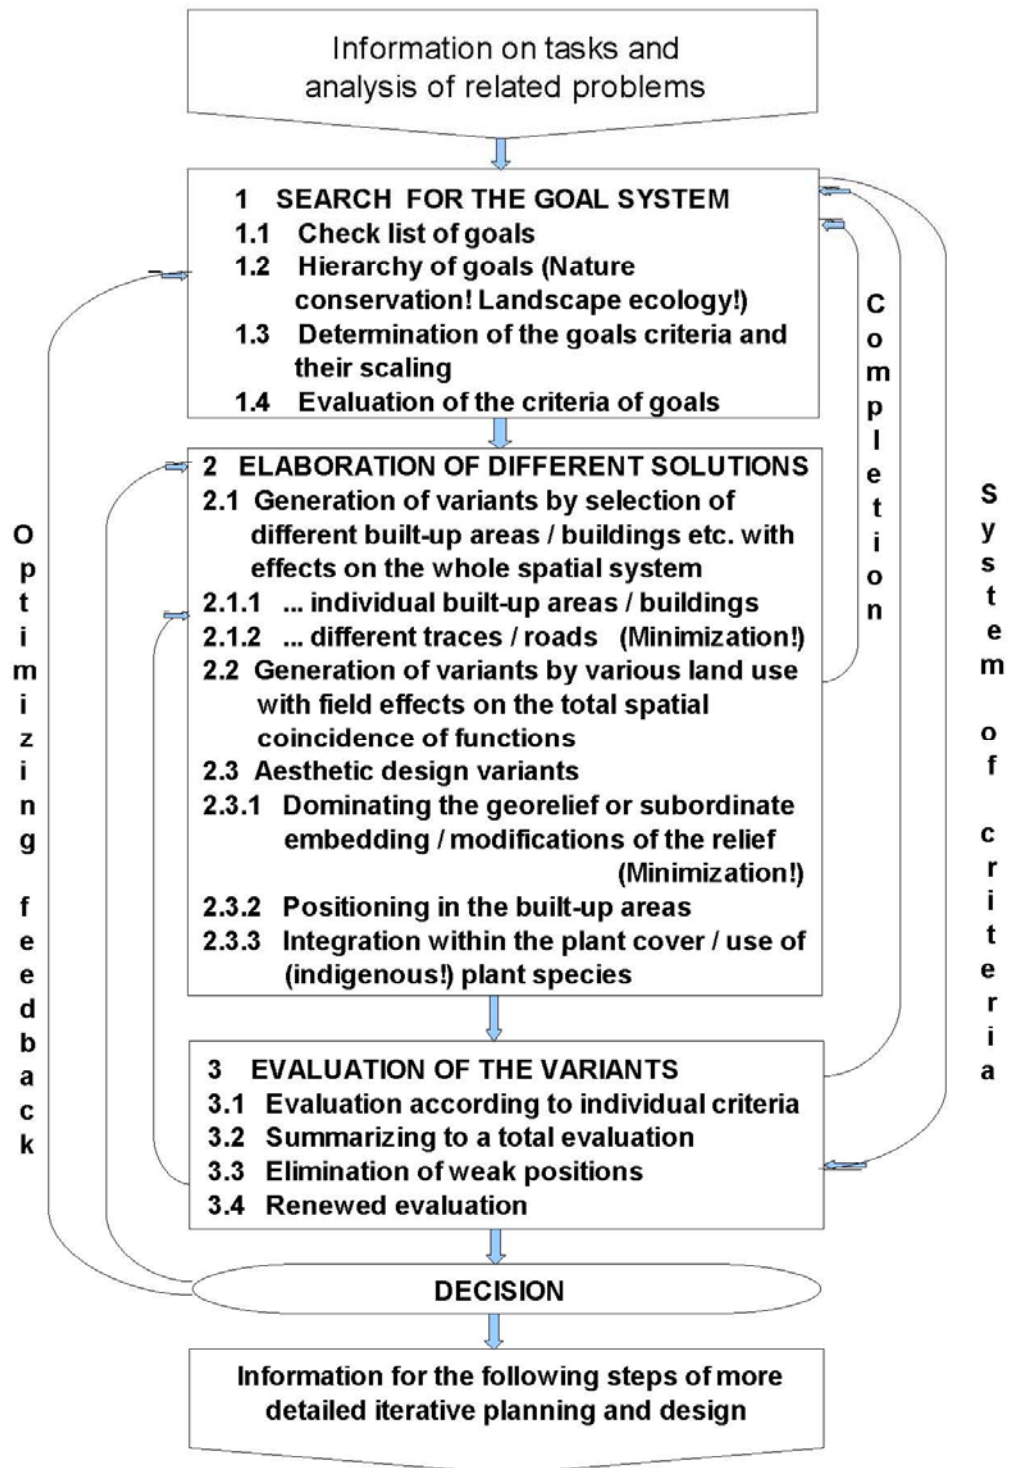 Information on tasks and
analysis of related problems
1 SEARCH FOR THE GOAL SYSTEM
1.1 Check list of goals
1.2 Hierarchy of goals (Nature
conservation! Landscape ecology!)
1.3 Determination of the goals criteria and
their scaling
1.4 Evaluation of the criteria of goals
2 ELABORATION OF DIFFERENT SOLUTIONS
2.1 Generation of variants by selection of
different built-up areas / buildings etc. with
effects on the whole spatial system
2.1.1 ... individual built-up areas / buildings
2.1.2 ... different traces / roads (Minimization!)
2.2 Generation of variants by various land use
with field effects on the total spatial
coincidence of functions
2.3 Aesthetic design variants
2.3.1 Dominating the georelief or subordinate
embedding / modifications of the relief
(Minimization!)
2.3.2 Positioning in the built-up areas
2.3.3 Integration within the plant cover / use of
(indigenous!) plant species
3 EVALUATION OF THE VARIANTS
3.1 Evaluation according to individual criteria
3.2 Summarizing to a total evaluation
3.3 Elimination of weak positions
3.4 Renewed evaluation
DECISION
Information for the following steps of more
detailed iterative planning and design
Optimizing feedback
Completion
System of criteria